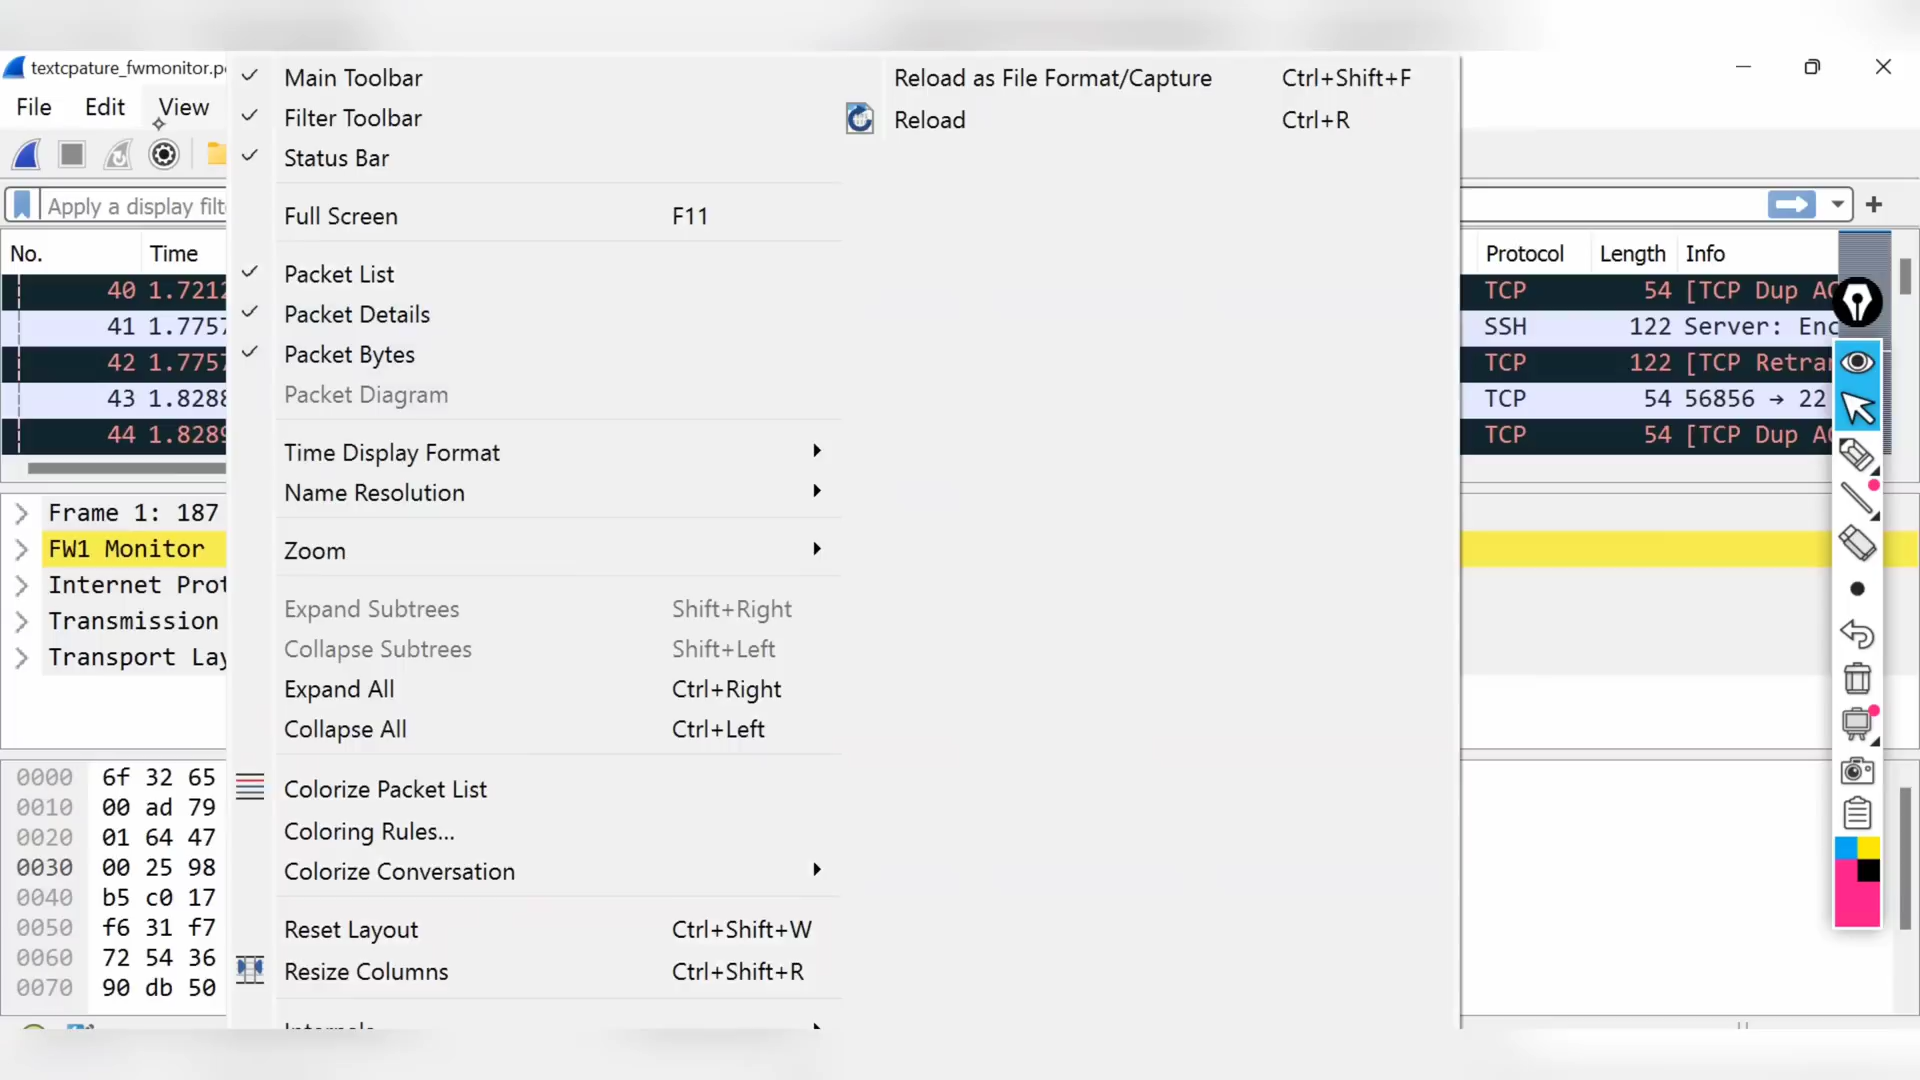 textcpature_fwmonitor.p
File Edit View
Apply a display filt
No. Time
40 1.7212
41 1.7757
42 1.7757
43 1.8288
44 1.8289
Frame 1: 187
FW1 Monitor
Internet Prot
Transmission
Transport Lay
0000 6f 32 65
0010 00 ad 79
0020 01 64 47
0030 00 25 98
0040 b5 c0 17
0050 f6 31 f7
0060 72 54 36
0070 90 db 50
Main Toolbar
Filter Toolbar
Status Bar
Full Screen F11
Packet List
Packet Details
Packet Bytes
Packet Diagram
Time Display Format
Name Resolution
Zoom
Expand Subtrees Shift+Right
Collapse Subtrees Shift+Left
Expand All Ctrl+Right
Collapse All Ctrl+Left
Colorize Packet List
Coloring Rules...
Colorize Conversation
Reset Layout Ctrl+Shift+W
Resize Columns Ctrl+Shift+R
Internals
Reload as File Format/Capture Ctrl+Shift+F
Reload Ctrl+R
Protocol Length Info
TCP 54 [TCP Dup AC
SSH 122 Server: Enc
TCP 122 [TCP Retran
TCP 54 56856 → 22
TCP 54 [TCP Dup AC